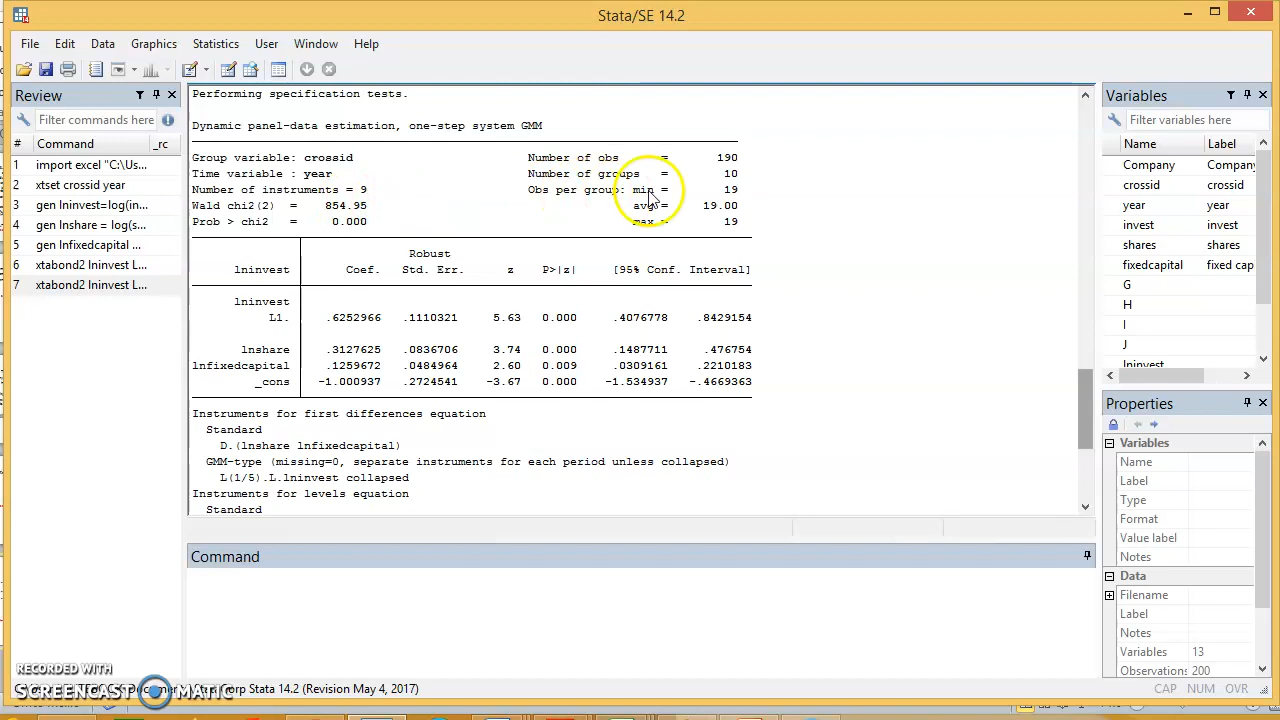 Stata/SE 14.2
File Edit Data Graphics Statistics User Window Help
Review
Filter commands here
# Command _rc
1 import excel "C:\Us...
2 xtset crossid year
3 gen lninvest=log(in...
4 gen lnshare = log(s...
5 gen lnfixedcapital ...
6 xtabond2 lninvest L...
7 xtabond2 lninvest L...
Performing specification tests.
Dynamic panel-data estimation, one-step system GMM
Group variable: crossid Number of obs = 190
Time variable : year Number of groups = 10
Number of instruments = 9 Obs per group: min = 19
Wald chi2(2) = 854.95 avg = 19.00
Prob > chi2 = 0.000 max = 19
Robust
lninvest Coef. Std. Err. z P>|z| [95% Conf. Interval]
lninvest
L1. .6252966 .1110321 5.63 0.000 .4076778 .8429154
lnshare .3127625 .0836706 3.74 0.000 .1487711 .476754
lnfixedcapital .1259672 .0484964 2.60 0.009 .0309161 .2210183
_cons -1.000937 .2724541 -3.67 0.000 -1.534937 -.4669363
Instruments for first differences equation
Standard
D.(lnshare lnfixedcapital)
GMM-type (missing=0, separate instruments for each period unless collapsed)
L(1/5).L.lninvest collapsed
Instruments for levels equation
Standard
Command
Variables
Filter variables here
Name Label
Company Company
crossid crossid
year year
invest invest
shares shares
fixedcapital fixed cap
G
H
I
J
lninvest
Properties
Variables
Name
Label
Type
Format
Value label
Notes
Data
Filename
Label
Notes
Variables 13
Observations 200
RECORDED WITH
SCREENCAST MATIC
Corp Stata 14.2 (Revision May 4, 2017)
CAP NUM OVR